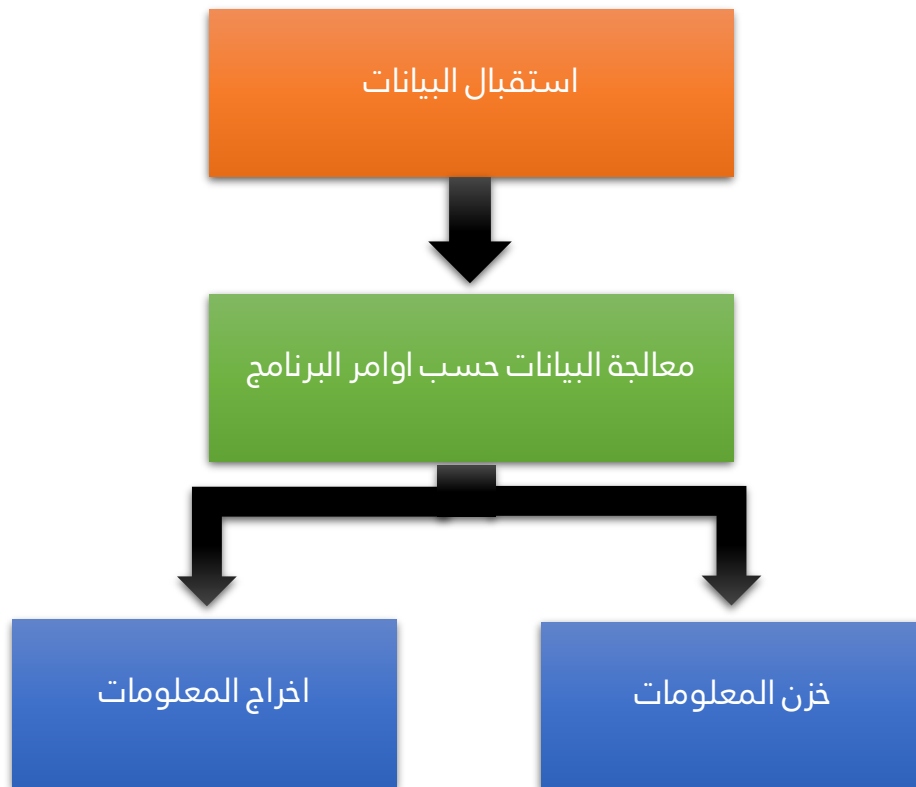 استقبال البيانات
معالجة البيانات حسب اوامر البرنامج
خزن المعلومات
اخراج المعلومات